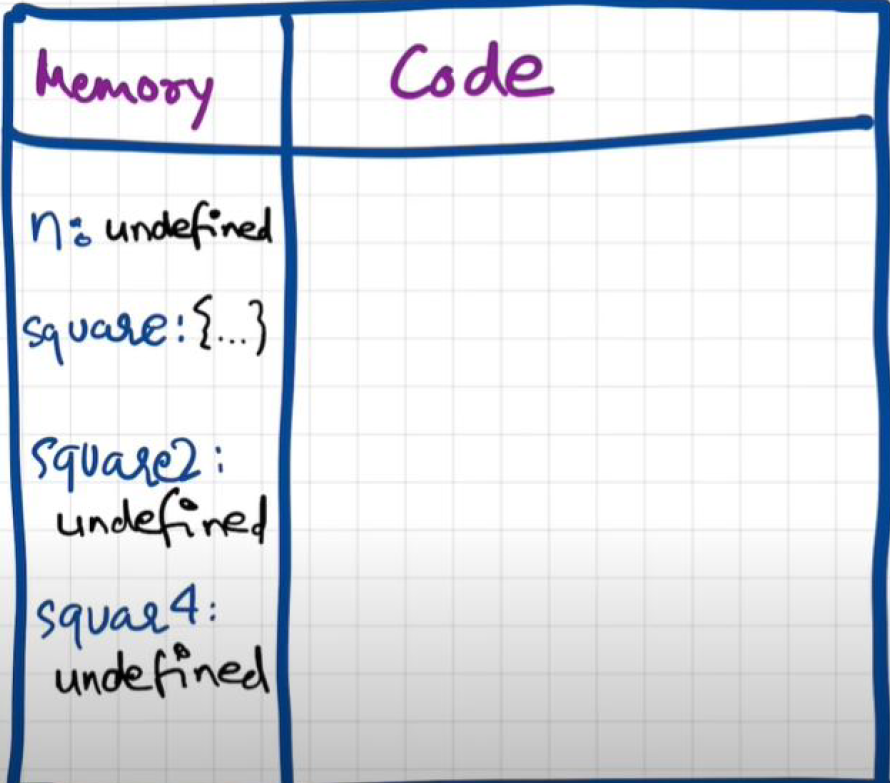 Memory
Code
n: undefined
square: {...}
square2:
undefined
squar4:
undefined